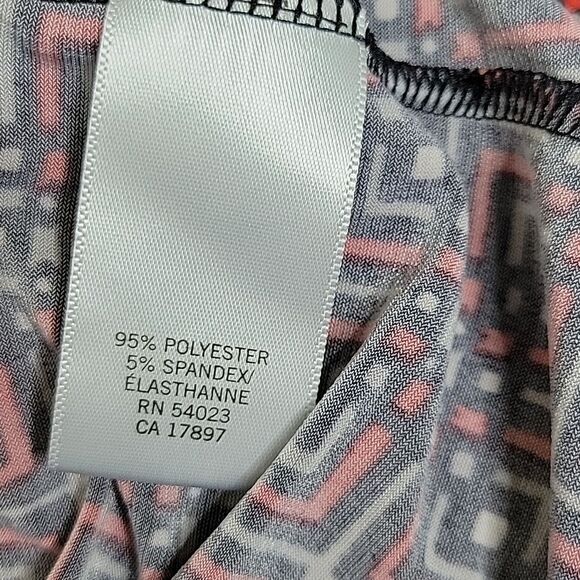 95% POLYESTER
5% SPANDEX/
ÉLASTHANNE
RN 54023
CA 17897